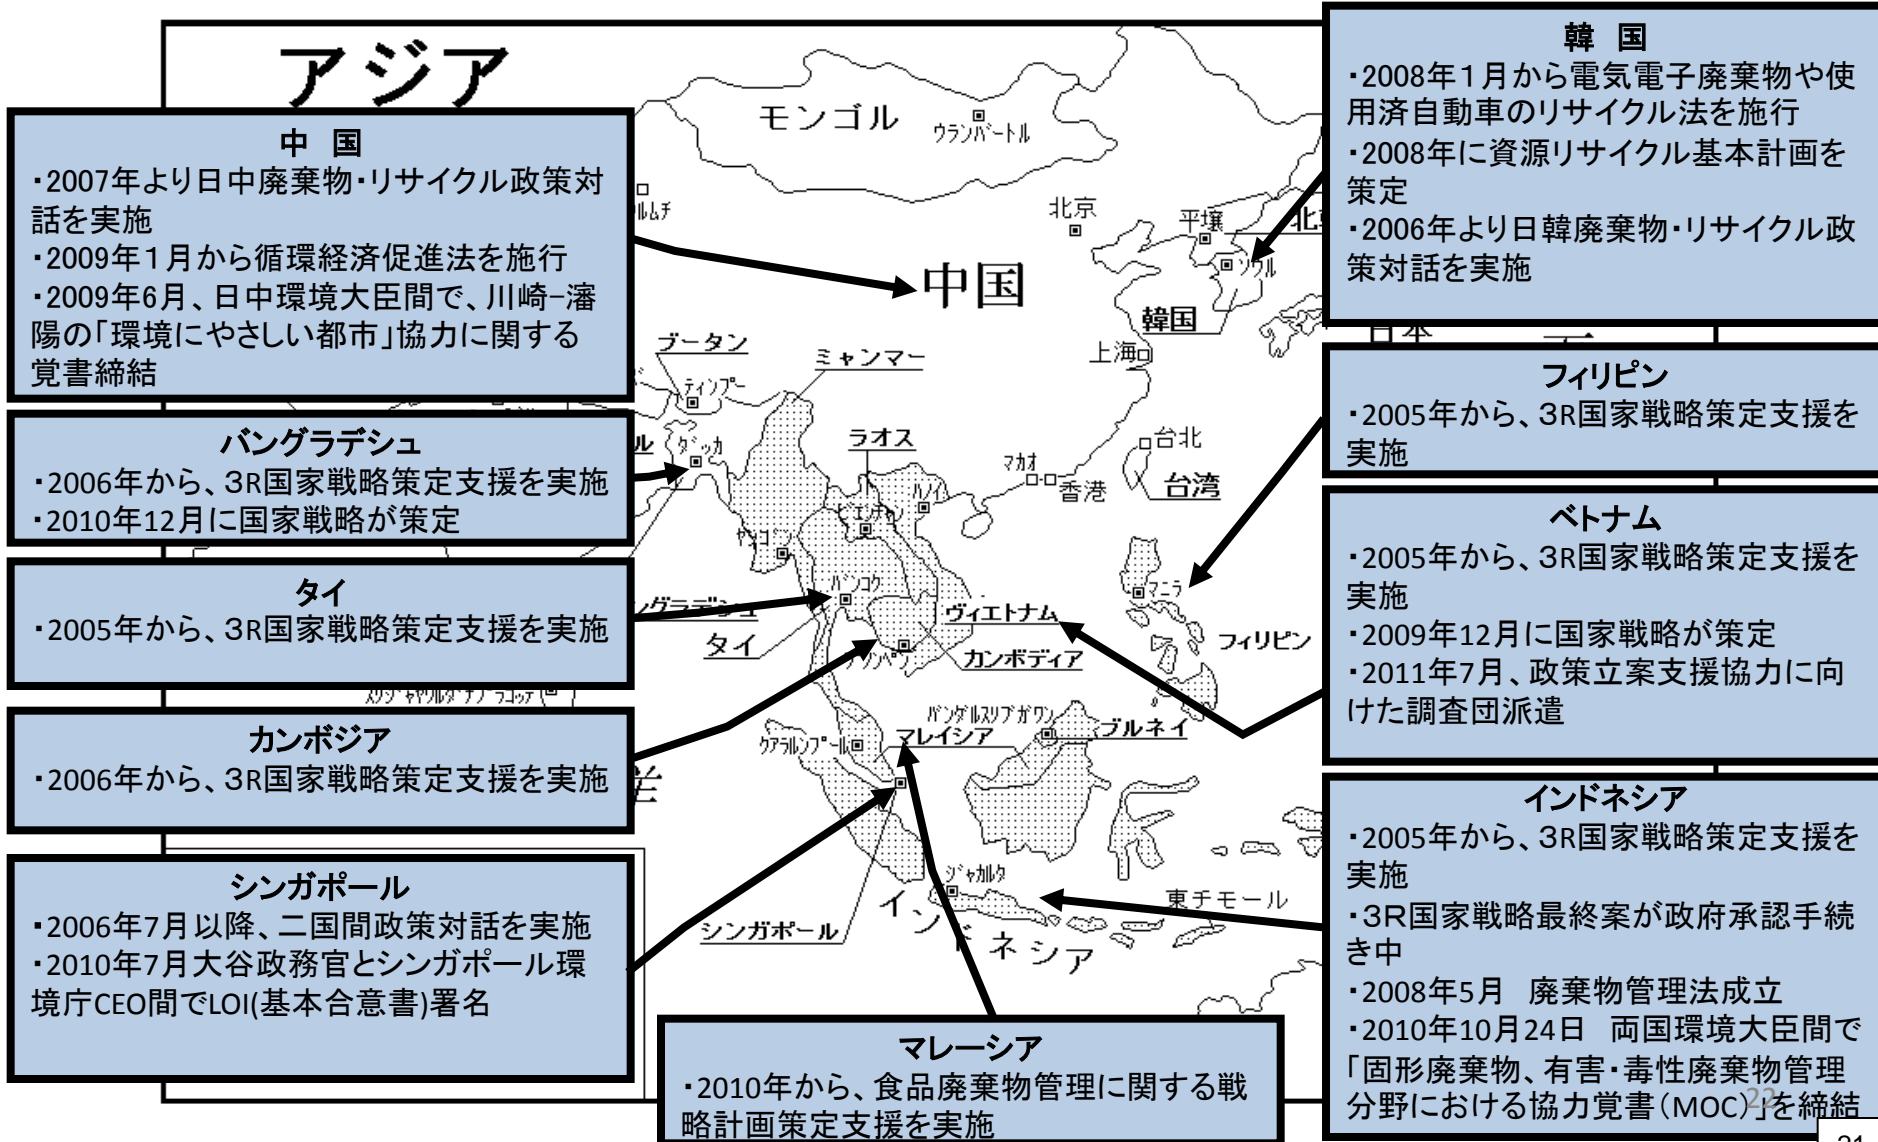 アジア
中 国
・2007年より日中廃棄物・リサイクル政策対
話を実施
・2009年１月から循環経済促進法を施行
・2009年6月、日中環境大臣間で、川崎−瀋
陽の「環境にやさしい都市」協力に関する
覚書締結
バングラデシュ
・2006年から、3R国家戦略策定支援を実施
・2010年12月に国家戦略が策定
タイ
・2005年から、3R国家戦略策定支援を実施
カンボジア
・2006年から、3R国家戦略策定支援を実施
シンガポール
・2006年7月以降、二国間政策対話を実施
・2010年7月大谷政務官とシンガポール環
境庁CEO間でLOI(基本合意書)署名
マレーシア
・2010年から、食品廃棄物管理に関する戦
略計画策定支援を実施
韓 国
・2008年１月から電気電子廃棄物や使
用済自動車のリサイクル法を施行
・2008年に資源リサイクル基本計画を
策定
・2006年より日韓廃棄物・リサイクル政
策対話を実施
フィリピン
・2005年から、3R国家戦略策定支援を
実施
ベトナム
・2005年から、3R国家戦略策定支援を
実施
・2009年12月に国家戦略が策定
・2011年7月、政策立案支援協力に向
けた調査団派遣
インドネシア
・2005年から、3R国家戦略策定支援を
実施
・3R国家戦略最終案が政府承認手続
き中
・2008年5月 廃棄物管理法成立
・2010年10月24日 両国環境大臣間で
「固形廃棄物、有害・毒性廃棄物管理
分野における協力覚書（MOC）」を締結
22
21
モンゴル
ウランバートル
北京
平壌
ソウル
中国
韓国
日本
上海
ブータン
ティンプー
ミャンマー
ダッカ
ラオス
ハノイ
ビエンチャン
マカオ
香港
台北
台湾
ヤンゴン
バンコク
タイ
ヴィエトナム
カンボディア
プノンペン
マニラ
フィリピン
バンダルスリブガワン
ブルネイ
クアラルンプール
マレイシア
シンガポール
ジャカルタ
インドネシア
東チモール